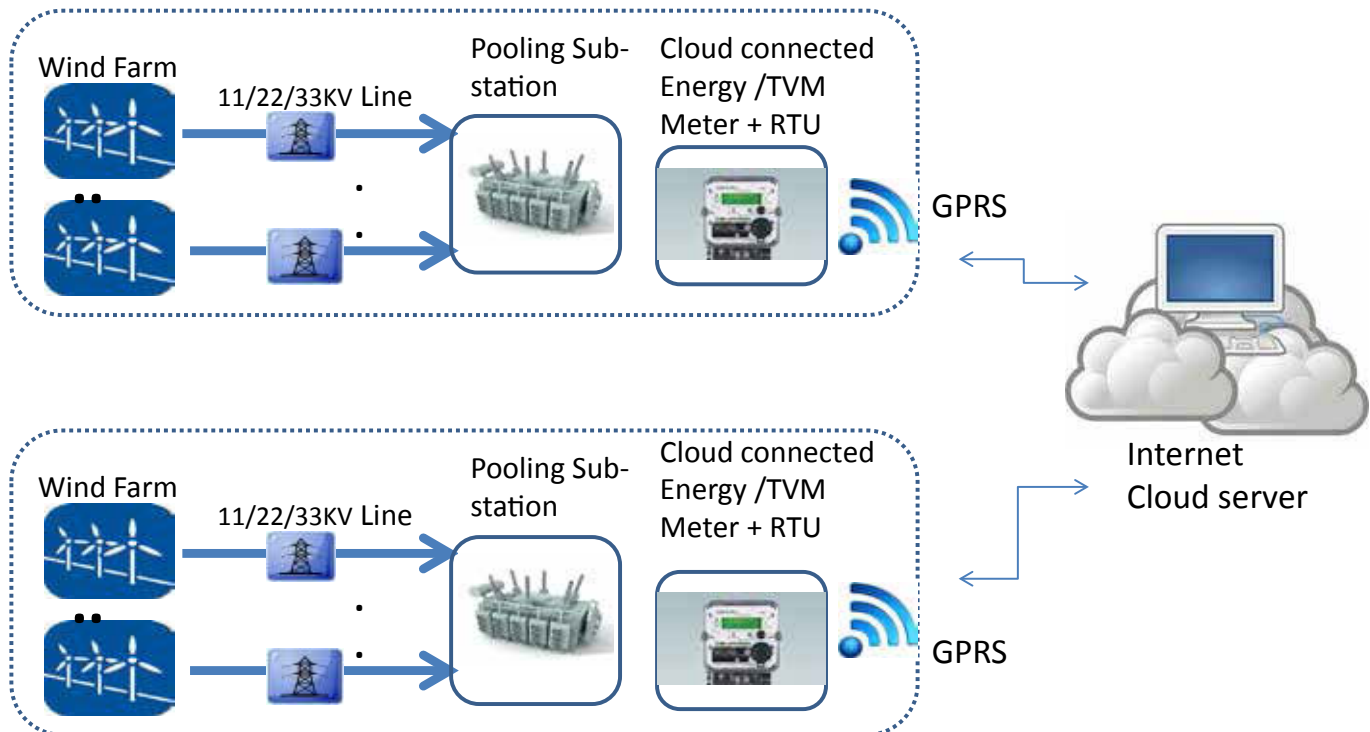 Wind Farm
11/22/33KV Line
Pooling Sub-
station
Cloud connected
Energy /TVM
Meter + RTU
GPRS
Internet
Cloud server
Wind Farm
11/22/33KV Line
Pooling Sub-
station
Cloud connected
Energy /TVM
Meter + RTU
GPRS